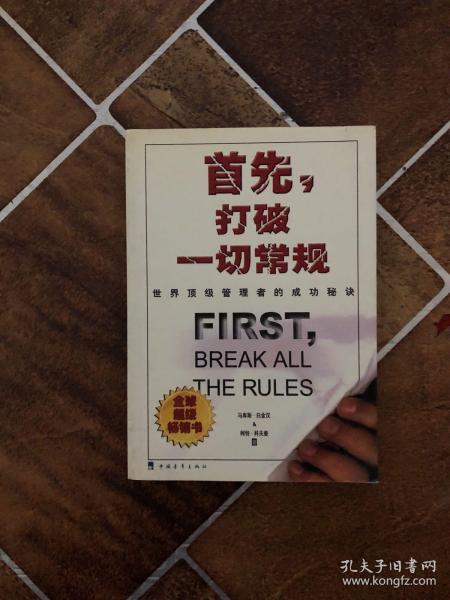 首先，
打破
一切常规
世界顶级管理者的成功秘诀
FIRST,
BREAK ALL
THE RULES
全球
超级
畅销书
马库斯·白金汉
&
柯特·科夫曼
著
中国青年出版社
孔夫子旧书网
www.kongfz.com